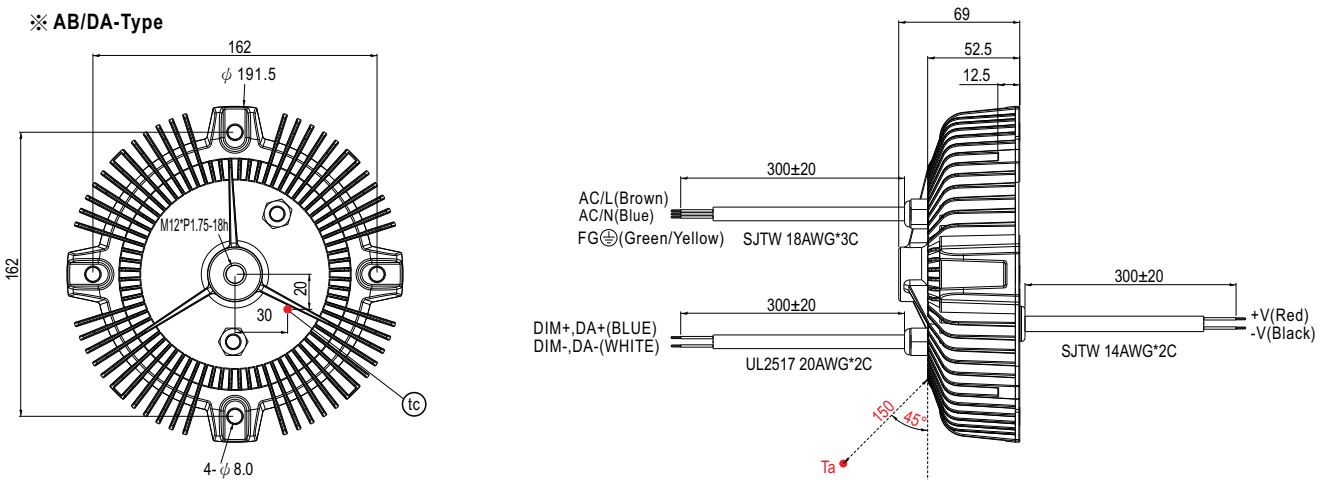 ※ AB/DA-Type
162
ϕ 191.5
162
M12*P1.75-18h
20
30
tc
4- ϕ 8.0
69
52.5
12.5
300±20
AC/L(Brown)
AC/N(Blue)
FG⏚(Green/Yellow)
SJTW 18AWG*3C
300±20
DIM+,DA+(BLUE)
DIM-,DA-(WHITE)
UL2517 20AWG*2C
300±20
+V(Red)
-V(Black)
SJTW 14AWG*2C
150
45°
Ta